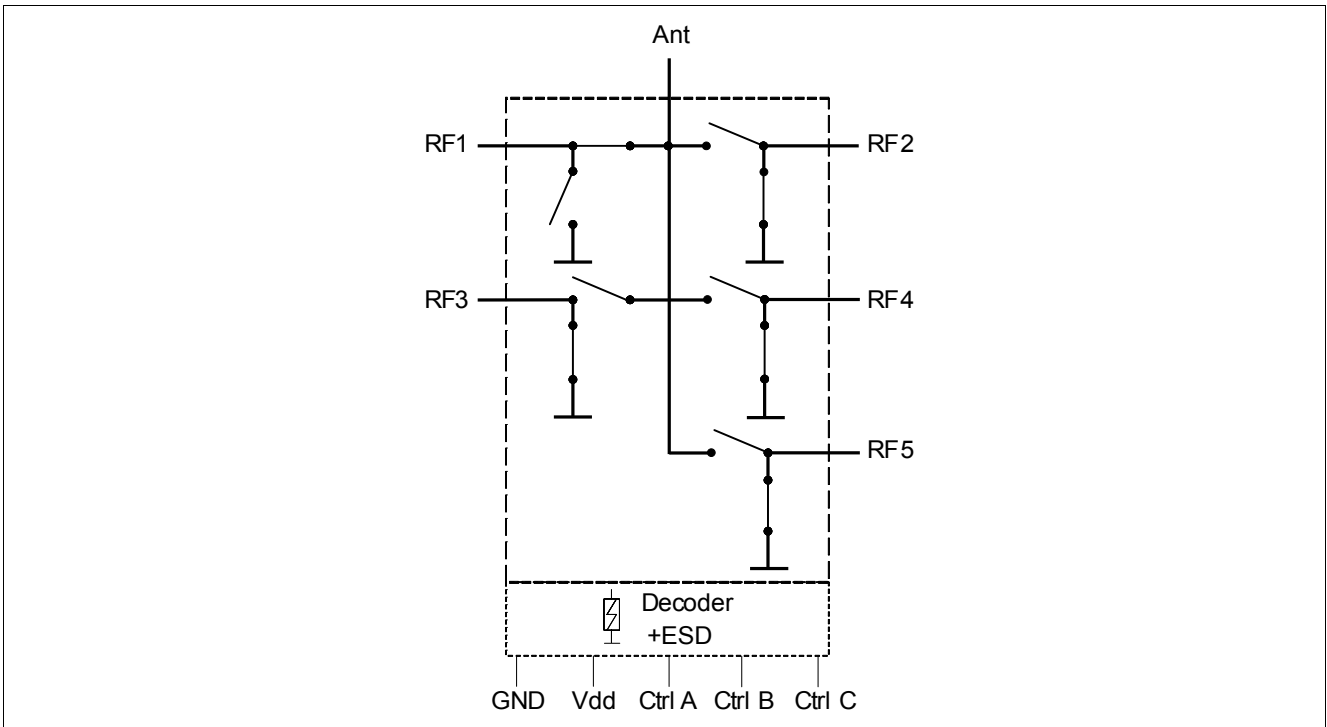 Ant
RF1
RF2
RF3
RF4
RF5
Decoder
+ESD
GND Vdd Ctrl A Ctrl B Ctrl C